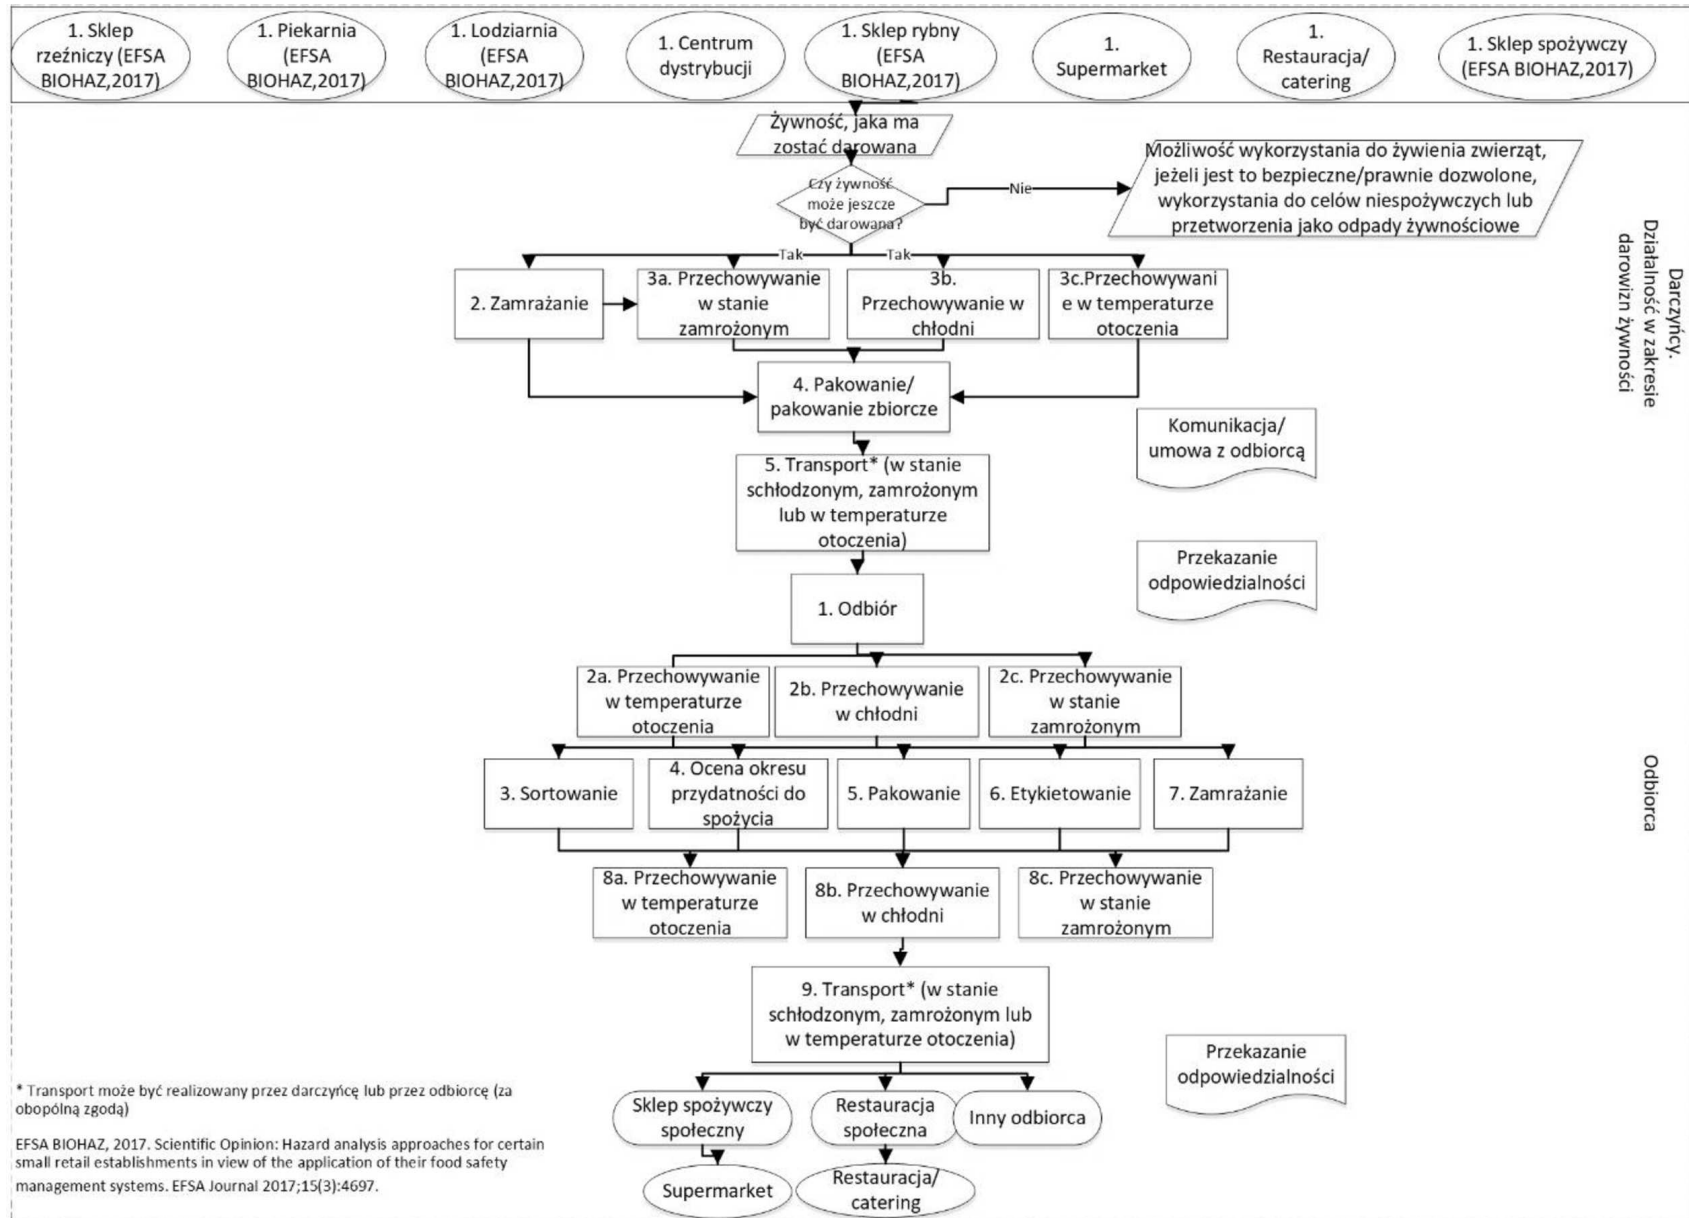 1. Sklep
rzeźniczy (EFSA
BIOHAZ,2017)
1. Piekarnia
(EFSA
BIOHAZ,2017)
1. Lodziarnia
(EFSA
BIOHAZ,2017)
1. Centrum
dystrybucji
1. Sklep rybny
(EFSA
BIOHAZ,2017)
1.
Supermarket
1.
Restauracja/
catering
1. Sklep spożywczy
(EFSA BIOHAZ,2017)
Żywność, jaka ma
zostać darowana
Możliwość wykorzystania do żywienia zwierząt,
jeżeli jest to bezpieczne/prawnie dozwolone,
wykorzystania do celów niespożywczych lub
przetworzenia jako odpady żywnościowe
Czy żywność
może jeszcze
być darowana?
Nie
Tak
Tak
2. Zamrażanie
3a. Przechowywanie
w stanie
zamrożonym
3b.
Przechowywanie w
chłodni
3c.Przechowywani
e w temperaturze
otoczenia
Darczyńcy.
Działalność w zakresie
darowizn żywności
4. Pakowanie/
pakowanie zbiorcze
Komunikacja/
umowa z odbiorcą
5. Transport* (w stanie
schłodzonym, zamrożonym
lub w temperaturze
otoczenia)
Przekazanie
odpowiedzialności
1. Odbiór
2a. Przechowywanie
w temperaturze
otoczenia
2b. Przechowywanie
w chłodni
2c. Przechowywanie
w stanie
zamrożonym
3. Sortowanie
4. Ocena okresu
przydatności do
spożycia
5. Pakowanie
6. Etykietowanie
7. Zamrażanie
Odbiorca
8a. Przechowywanie
w temperaturze
otoczenia
8b. Przechowywanie
w chłodni
8c. Przechowywanie
w stanie
zamrożonym
9. Transport* (w stanie
schłodzonym, zamrożonym lub
w temperaturze otoczenia)
Przekazanie
odpowiedzialności
Sklep spożywczy
społeczny
Restauracja
społeczna
Inny odbiorca
Supermarket
Restauracja/
catering
* Transport może być realizowany przez darczyńcę lub przez odbiorcę (za
obopólną zgodą)
EFSA BIOHAZ, 2017. Scientific Opinion: Hazard analysis approaches for certain
small retail establishments in view of the application of their food safety
management systems. EFSA Journal 2017;15(3):4697.